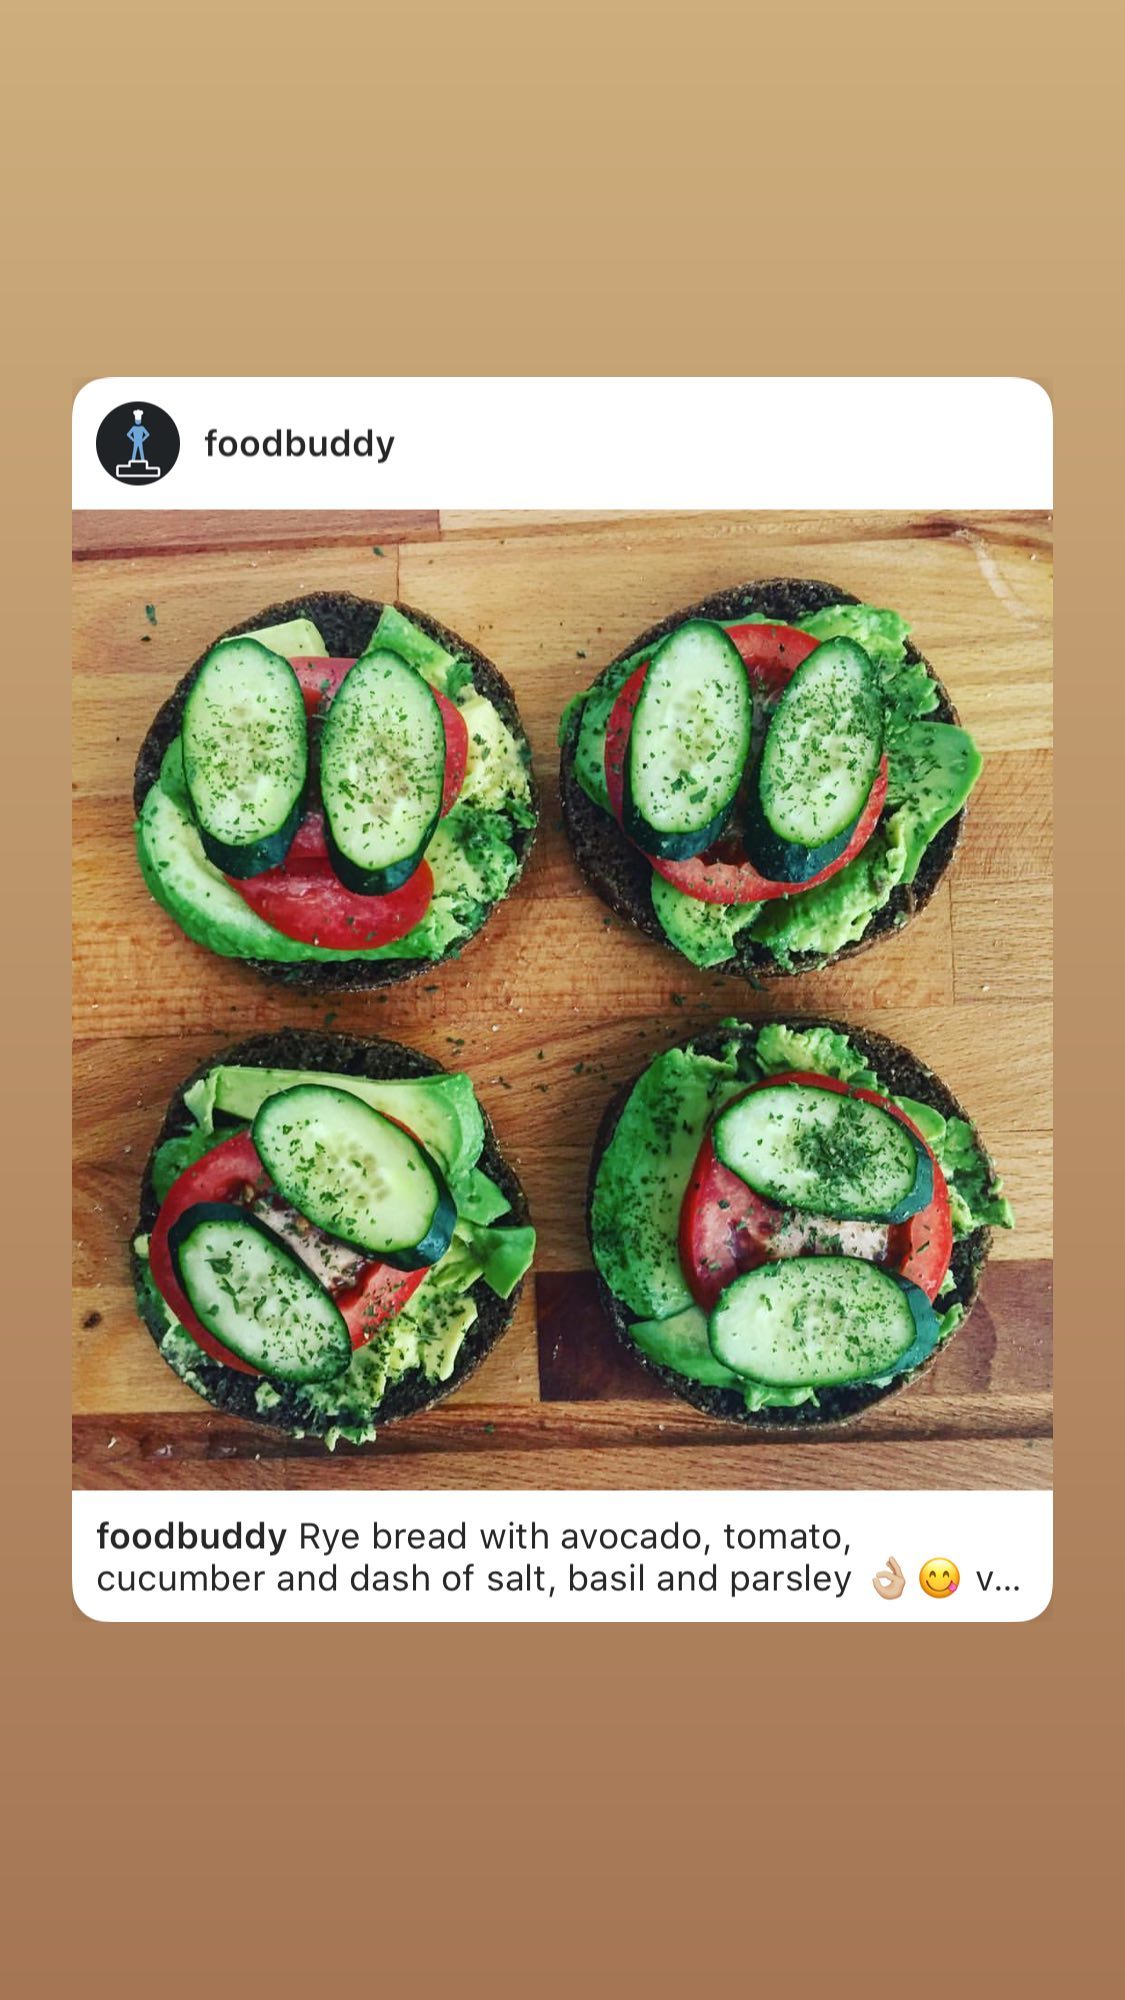 foodbuddy
foodbuddy Rye bread with avocado, tomato,
cucumber and dash of salt, basil and parsley 👌🏼😋 v...